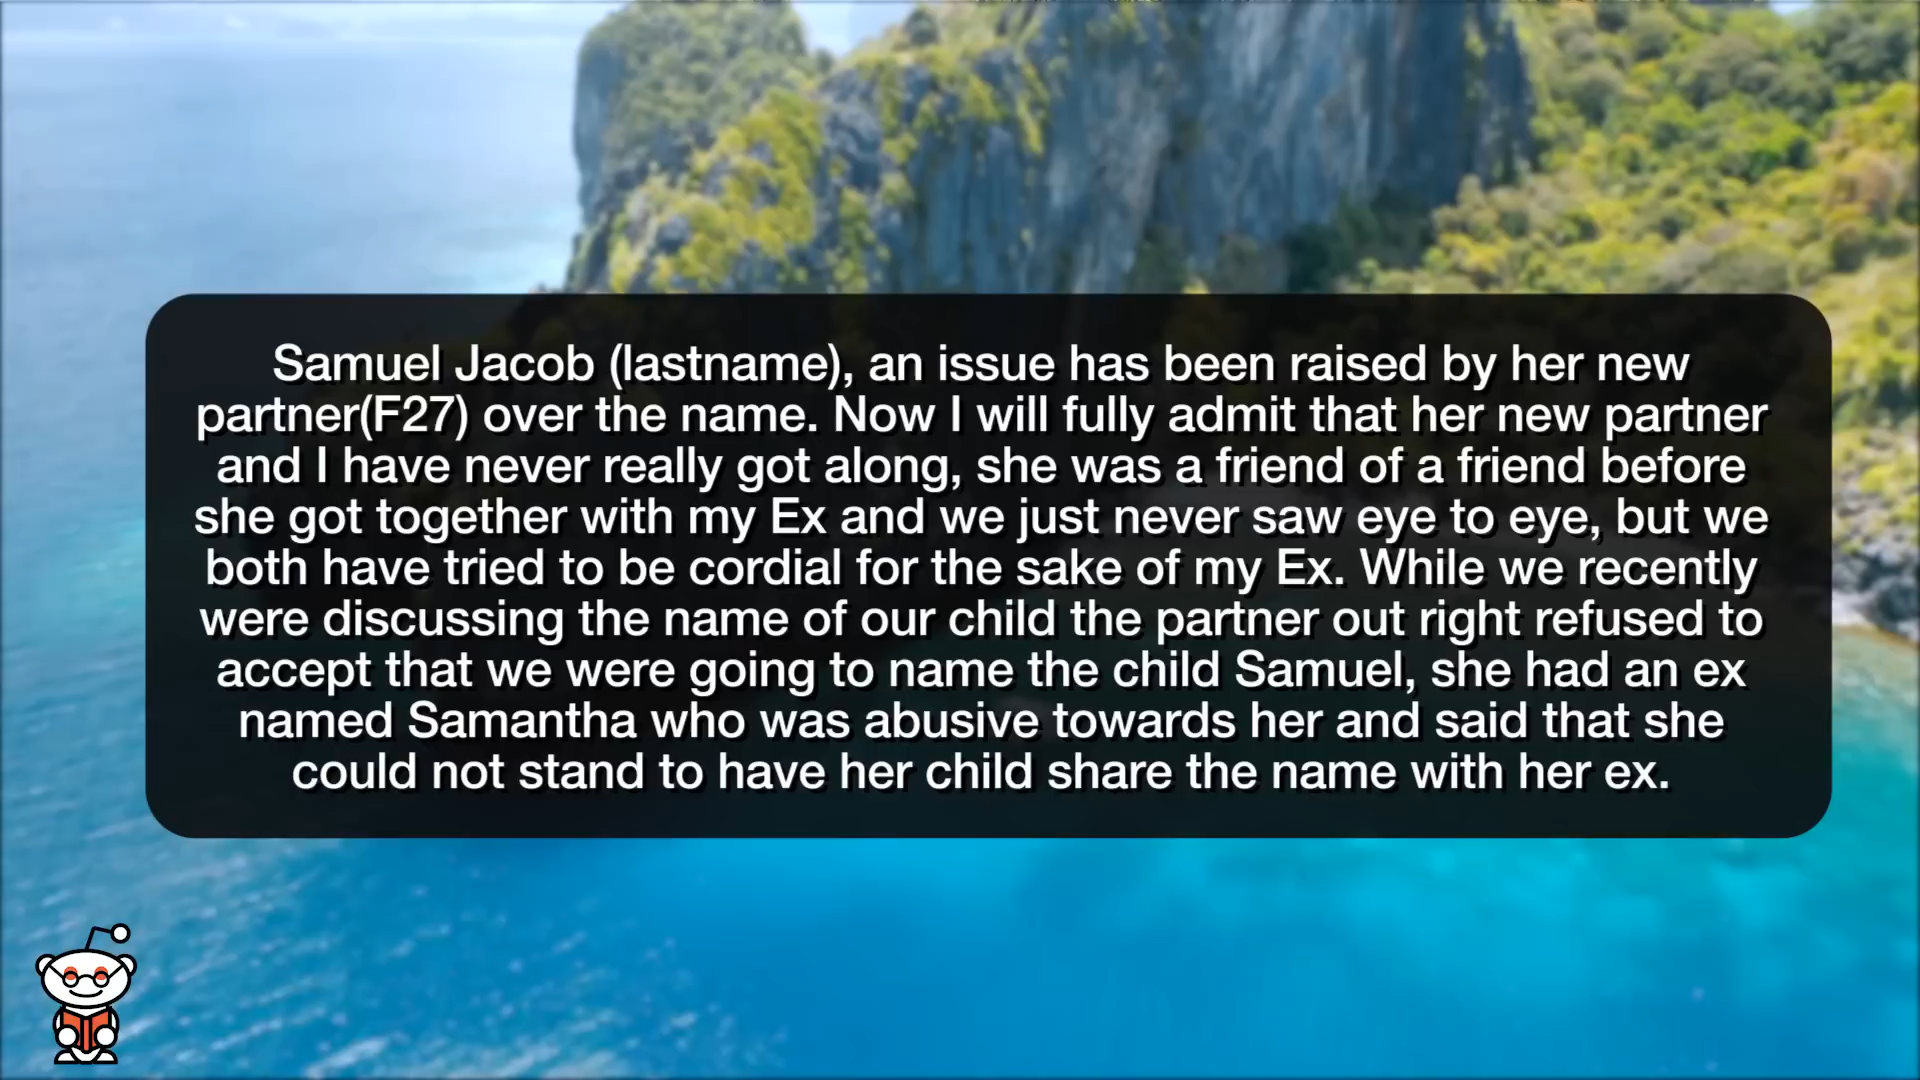 Samuel Jacob (lastname), an issue has been raised by her new
partner(F27) over the name. Now I will fully admit that her new partner
and I have never really got along, she was a friend of a friend before
she got together with my Ex and we just never saw eye to eye, but we
both have tried to be cordial for the sake of my Ex. While we recently
were discussing the name of our child the partner out right refused to
accept that we were going to name the child Samuel, she had an ex
named Samantha who was abusive towards her and said that she
could not stand to have her child share the name with her ex.